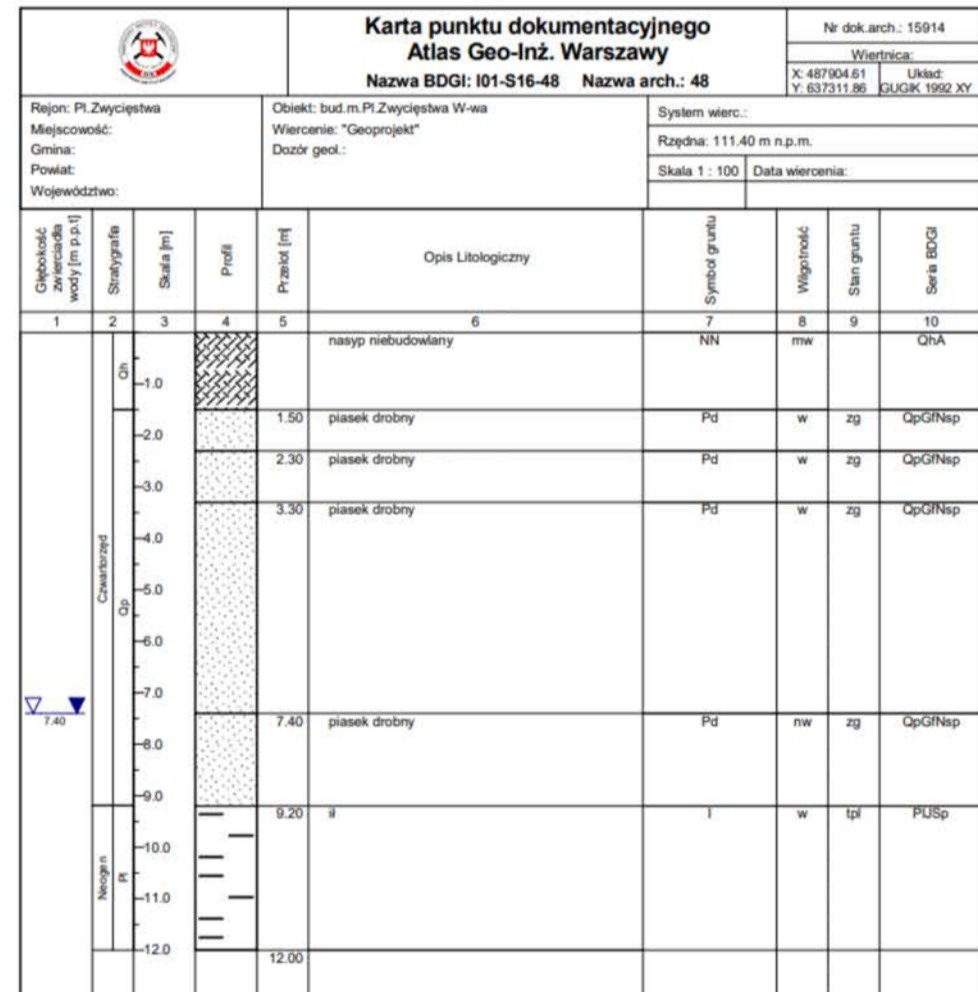 Karta punktu dokumentacyjnego
Atlas Geo-Inż. Warszawy
Nazwa BDGI: I01-S16-48 Nazwa arch.: 48
Nr dok.arch.: 15914
Wiertnica:
X: 487904.61
Y: 637311.86
Układ:
GUGIK 1992 XY
Rejon: Pl.Zwycięstwa
Miejscowość:
Gmina:
Powiat:
Województwo:
Obiekt: bud.m.Pl.Zwycięstwa W-wa
Wiercenie: "Geoprojekt"
Dozór geol.:
System wierc.:
Rzędna: 111.40 m n.p.m.
Skala 1 : 100 Data wiercenia:
Głębokość
zwierciadła
wody [m p.p.t]
Stratygrafia
Skala [m]
Profil
Przelot [m]
Opis Litologiczny
Symbol gruntu
Wilgotność
Stan gruntu
Seria BDGI
1 2 3 4 5 6 7 8 9 10
nasyp niebudowlany NN mw QhA
Qh
-1.0
1.50 piasek drobny Pd w zg QpGfNsp
-2.0
2.30 piasek drobny Pd w zg QpGfNsp
-3.0
3.30 piasek drobny Pd w zg QpGfNsp
-4.0
Czwartorzęd
-5.0
Qp
-6.0
-7.0
7.40
7.40 piasek drobny Pd nw zg QpGfNsp
-8.0
-9.0
9.20 ił I w tpl PlJSp
-10.0
Neogen
Pl
-11.0
-12.0
12.00